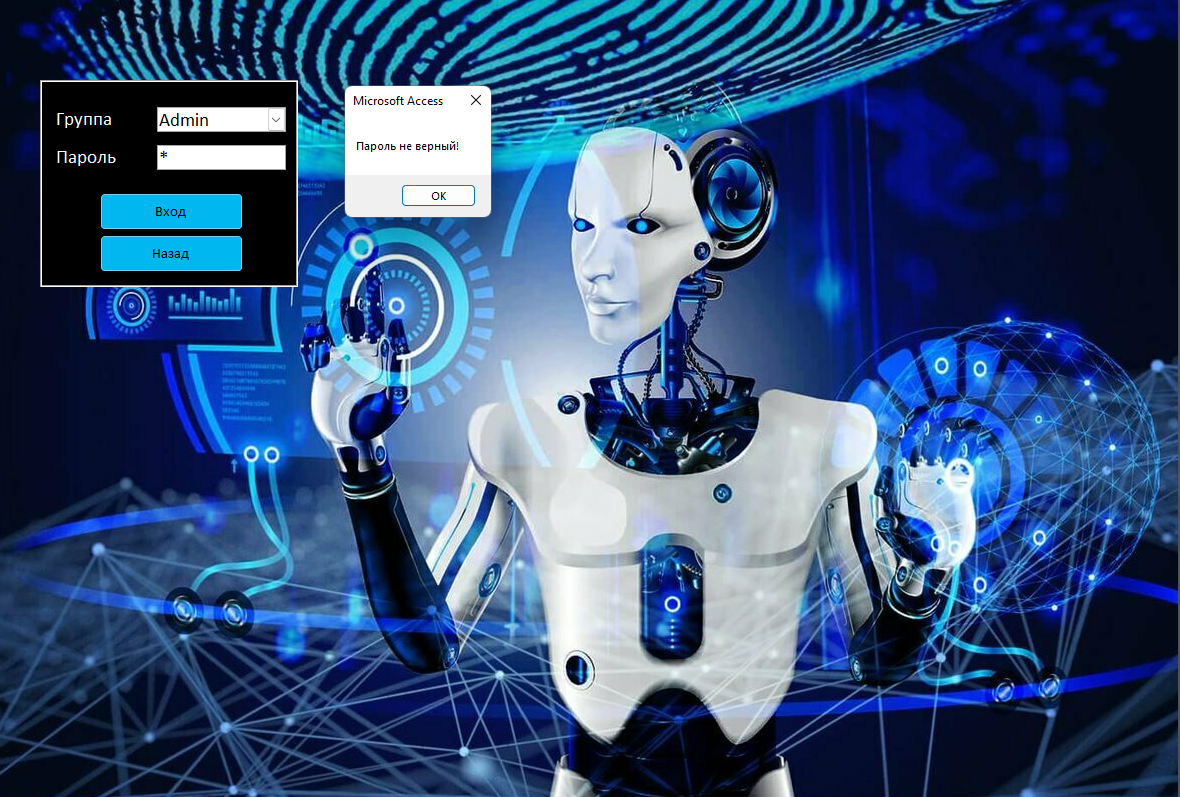 Microsoft Access
Группа
Admin
Пароль не верный!
Пароль
*
OK
Вход
Назад